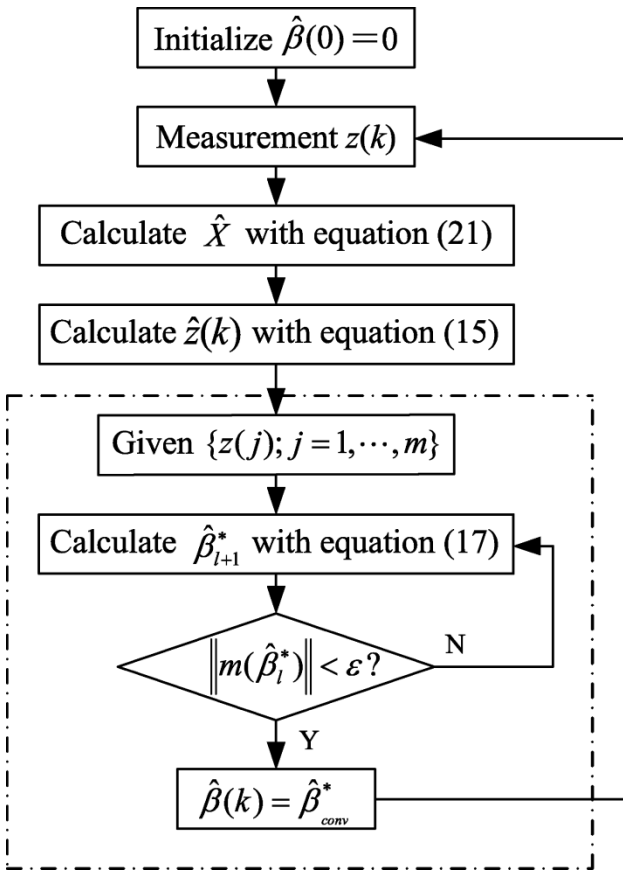 Initialize β̂(0)=0
Measurement z(k)
Calculate X̂ with equation (21)
Calculate ẑ(k) with equation (15)
Given {z(j); j=1,⋯,m}
Calculate β̂*ₗ₊₁ with equation (17)
‖m(β̂*ₗ)‖<ε?
N
Y
β̂(k)=β̂*conv